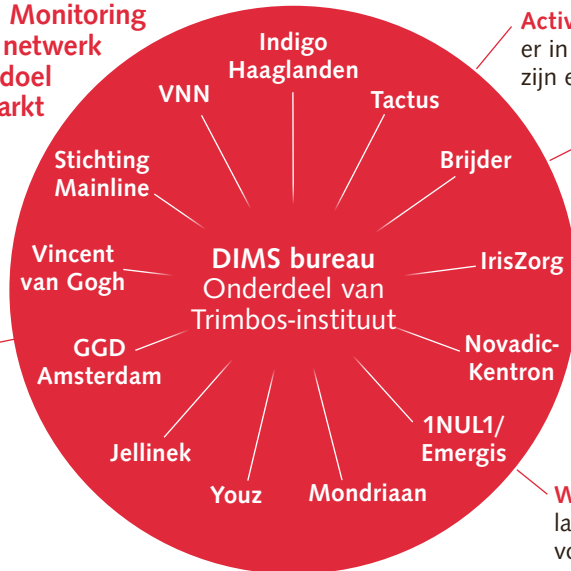 Monitoring
netwerk
doel
Activ
er in
zijn e
Indigo
Haaglanden
VNN
Tactus
Stichting
Mainline
Brijder
Vincent
van Gogh
DIMS bureau
Onderdeel van
Trimbos-instituut
IrisZorg
GGD
Amsterdam
Novadic-
Kentron
Jellinek
1NUL1/
Emergis
Youz
Mondriaan
W
la
vo